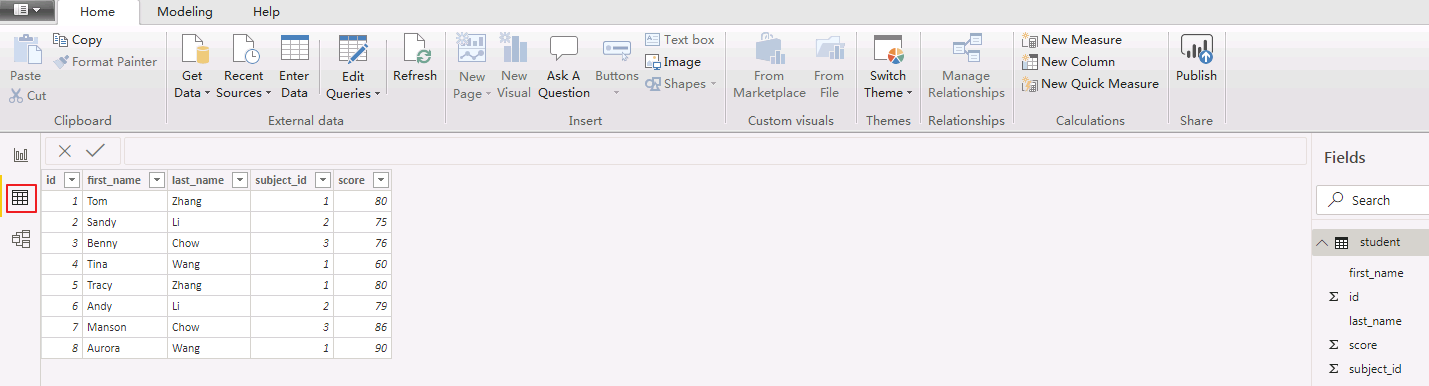 Home Modeling Help
Paste
Cut
Copy
Format Painter
Clipboard
Get Data
Recent Sources
Enter Data
Edit Queries
Refresh
External data
New Page
New Visual
Ask A Question
Buttons
Text box
Image
Shapes
Insert
From Marketplace
From File
Custom visuals
Switch Theme
Themes
Manage Relationships
Relationships
New Measure
New Column
New Quick Measure
Calculations
Publish
Share
id first_name last_name subject_id score
1 Tom Zhang 1 80
2 Sandy Li 2 75
3 Benny Chow 3 76
4 Tina Wang 1 60
5 Tracy Zhang 1 80
6 Andy Li 2 79
7 Manson Chow 3 86
8 Aurora Wang 1 90
Fields
Search
student
first_name
Σ id
last_name
Σ score
Σ subject_id